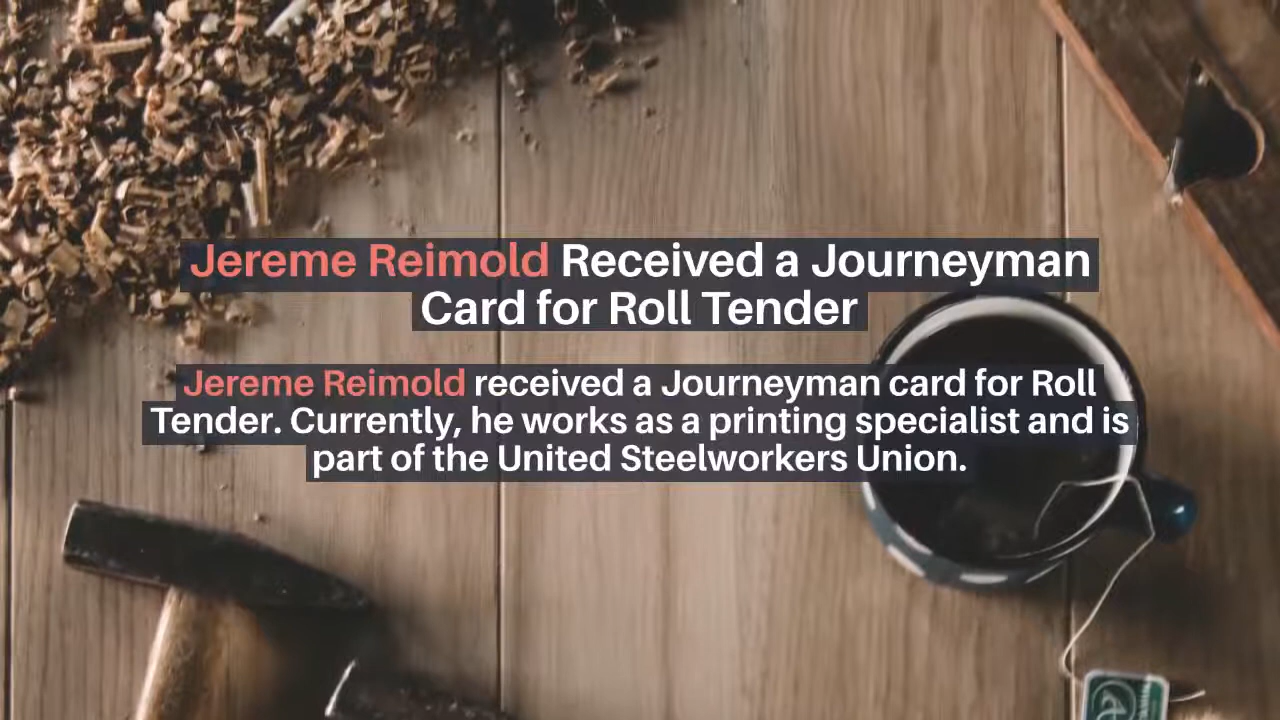 Jereme Reimold Received a Journeyman
Card for Roll Tender
Jereme Reimold received a Journeyman card for Roll
Tender. Currently, he works as a printing specialist and is
part of the United Steelworkers Union.